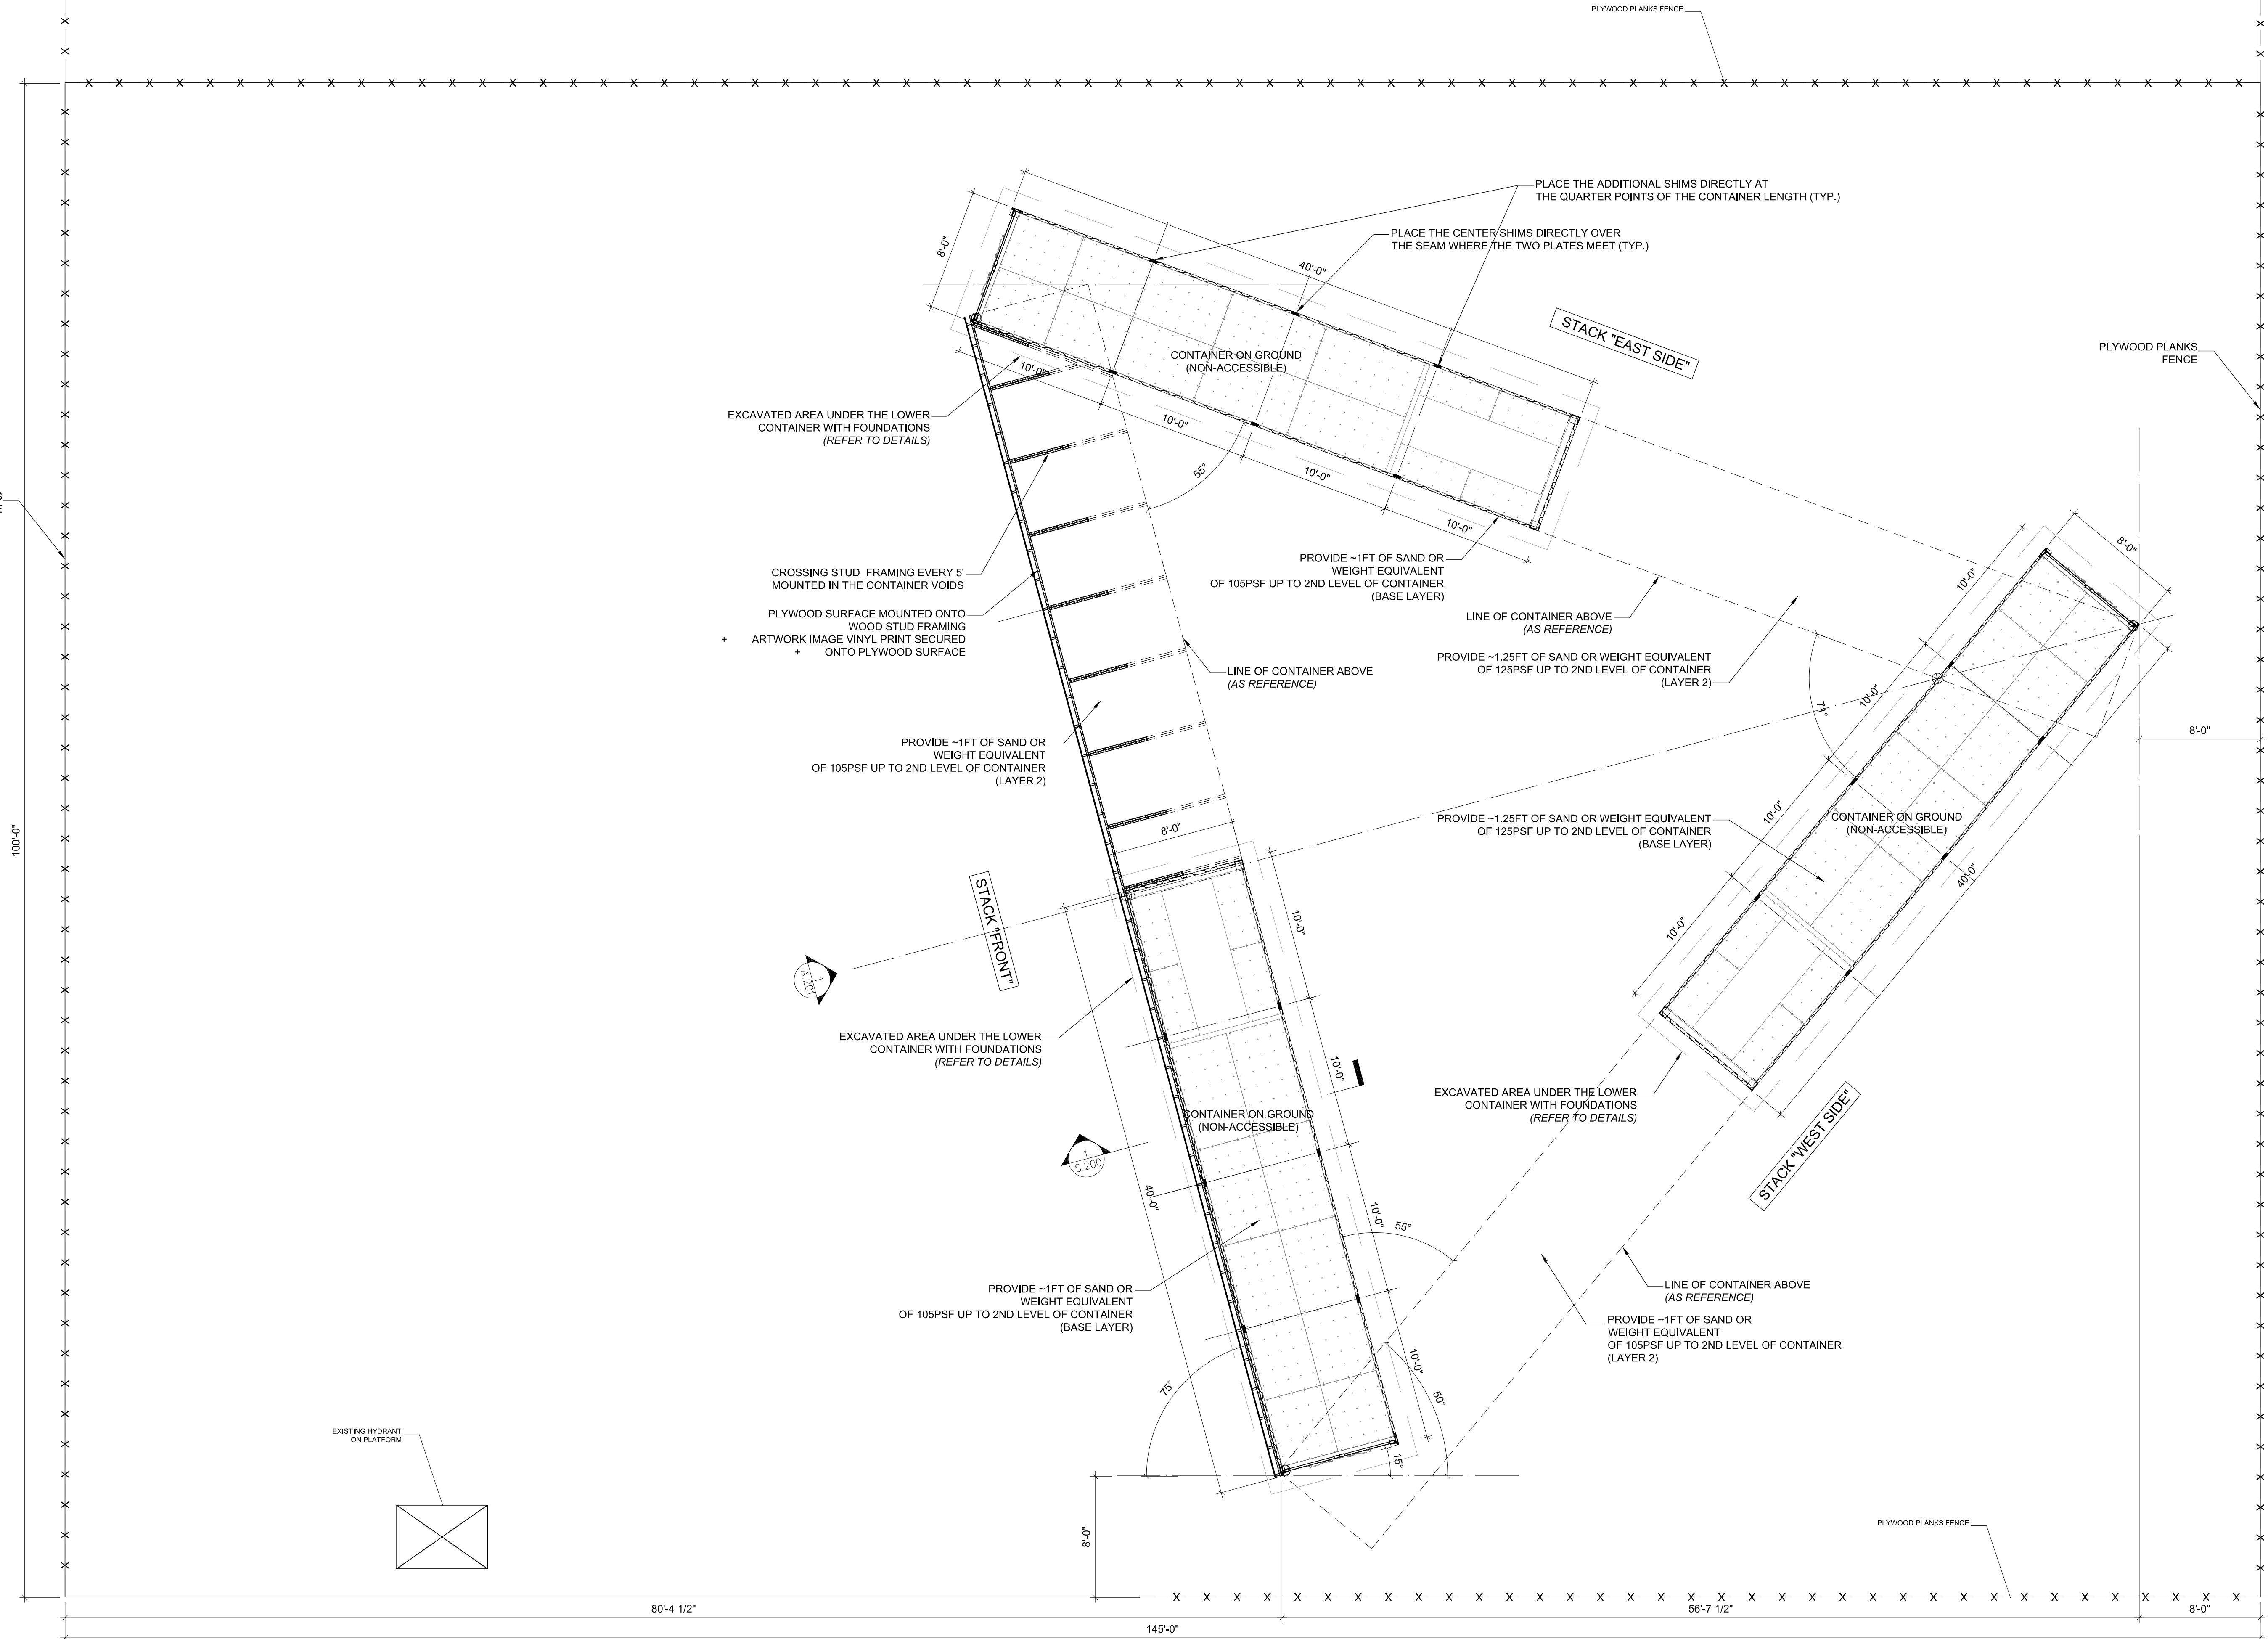 PLYWOOD PLANKS FENCE
PLACE THE ADDITIONAL SHIMS DIRECTLY AT
THE QUARTER POINTS OF THE CONTAINER LENGTH (TYP.)
PLACE THE CENTER SHIMS DIRECTLY OVER
THE SEAM WHERE THE TWO PLATES MEET (TYP.)
8'-0"
40'-0"
STACK "EAST SIDE"
PLYWOOD PLANKS
FENCE
CONTAINER ON GROUND
(NON-ACCESSIBLE)
10'-0"
10'-0"
10'-0"
10'-0"
55°
EXCAVATED AREA UNDER THE LOWER
CONTAINER WITH FOUNDATIONS
(REFER TO DETAILS)
CROSSING STUD FRAMING EVERY 5'
MOUNTED IN THE CONTAINER VOIDS
PLYWOOD SURFACE MOUNTED ONTO
WOOD STUD FRAMING
+ ARTWORK IMAGE VINYL PRINT SECURED
+ ONTO PLYWOOD SURFACE
PROVIDE ~1FT OF SAND OR
WEIGHT EQUIVALENT
OF 105PSF UP TO 2ND LEVEL OF CONTAINER
(BASE LAYER)
LINE OF CONTAINER ABOVE
(AS REFERENCE)
PROVIDE ~1.25FT OF SAND OR WEIGHT EQUIVALENT
OF 125PSF UP TO 2ND LEVEL OF CONTAINER
(LAYER 2)
LINE OF CONTAINER ABOVE
(AS REFERENCE)
8'-0"
10'-0"
10'-0"
71°
8'-0"
PROVIDE ~1FT OF SAND OR
WEIGHT EQUIVALENT
OF 105PSF UP TO 2ND LEVEL OF CONTAINER
(LAYER 2)
PROVIDE ~1.25FT OF SAND OR WEIGHT EQUIVALENT
OF 125PSF UP TO 2ND LEVEL OF CONTAINER
(BASE LAYER)
CONTAINER ON GROUND
(NON-ACCESSIBLE)
10'-0"
10'-0"
40'-0"
100'-0"
8'-0"
STACK "FRONT"
10'-0"
1
A.201
EXCAVATED AREA UNDER THE LOWER
CONTAINER WITH FOUNDATIONS
(REFER TO DETAILS)
10'-0"
EXCAVATED AREA UNDER THE LOWER
CONTAINER WITH FOUNDATIONS
(REFER TO DETAILS)
STACK "WEST SIDE"
CONTAINER ON GROUND
(NON-ACCESSIBLE)
1
S.200
40'-0"
10'-0"
55°
PROVIDE ~1FT OF SAND OR
WEIGHT EQUIVALENT
OF 105PSF UP TO 2ND LEVEL OF CONTAINER
(BASE LAYER)
LINE OF CONTAINER ABOVE
(AS REFERENCE)
PROVIDE ~1FT OF SAND OR
WEIGHT EQUIVALENT
OF 105PSF UP TO 2ND LEVEL OF CONTAINER
(LAYER 2)
75°
10'-0"
50°
15°
EXISTING HYDRANT
ON PLATFORM
8'-0"
PLYWOOD PLANKS FENCE
80'-4 1/2"
56'-7 1/2"
8'-0"
145'-0"